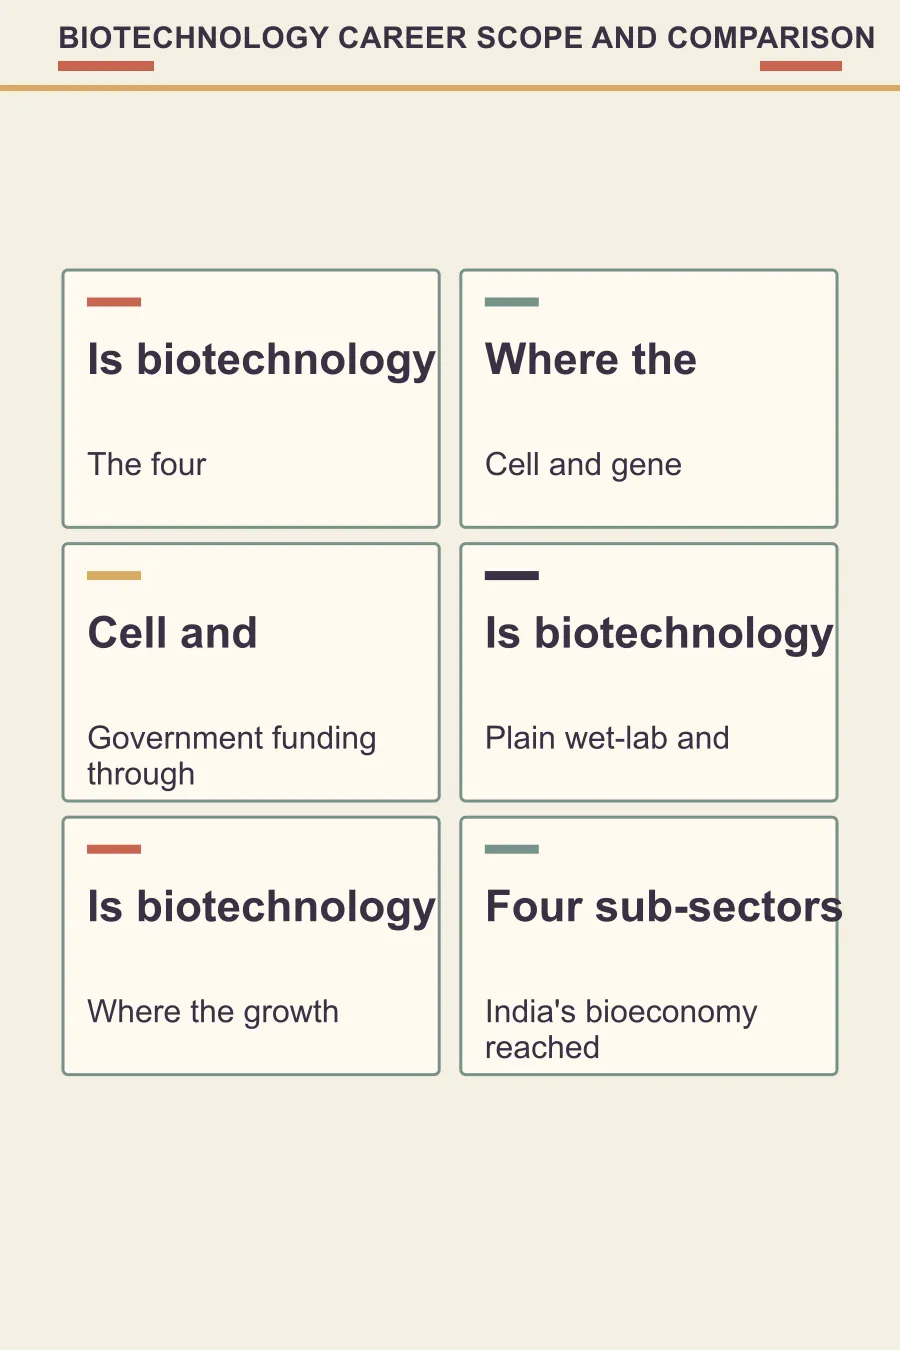 BIOTECHNOLOGY CAREER SCOPE AND COMPARISON
Is biotechnology
The four
Where the
Cell and gene
Cell and
Government funding
through
Is biotechnology
Plain wet-lab and
Is biotechnology
Where the growth
Four sub-sectors
India's bioeconomy
reached